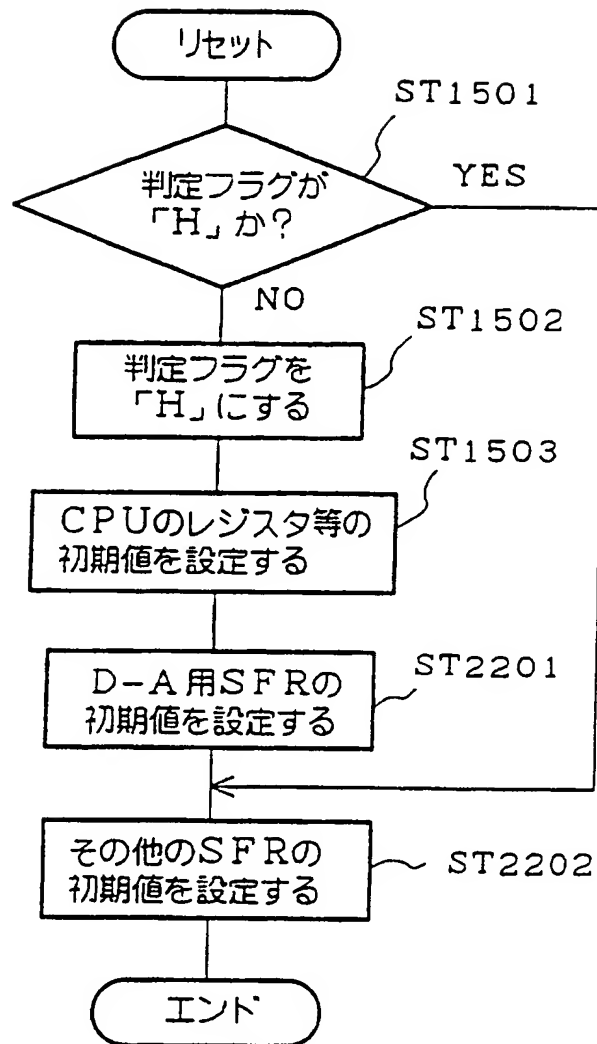 リセット
ST1501
判定フラグが
「H」か?
YES
NO
ST1502
判定フラグを
「H」にする
ST1503
CPUのレジスタ等の
初期値を設定する
ST2201
D-A用SFRの
初期値を設定する
その他のSFRの
初期値を設定する
ST2202
エンド